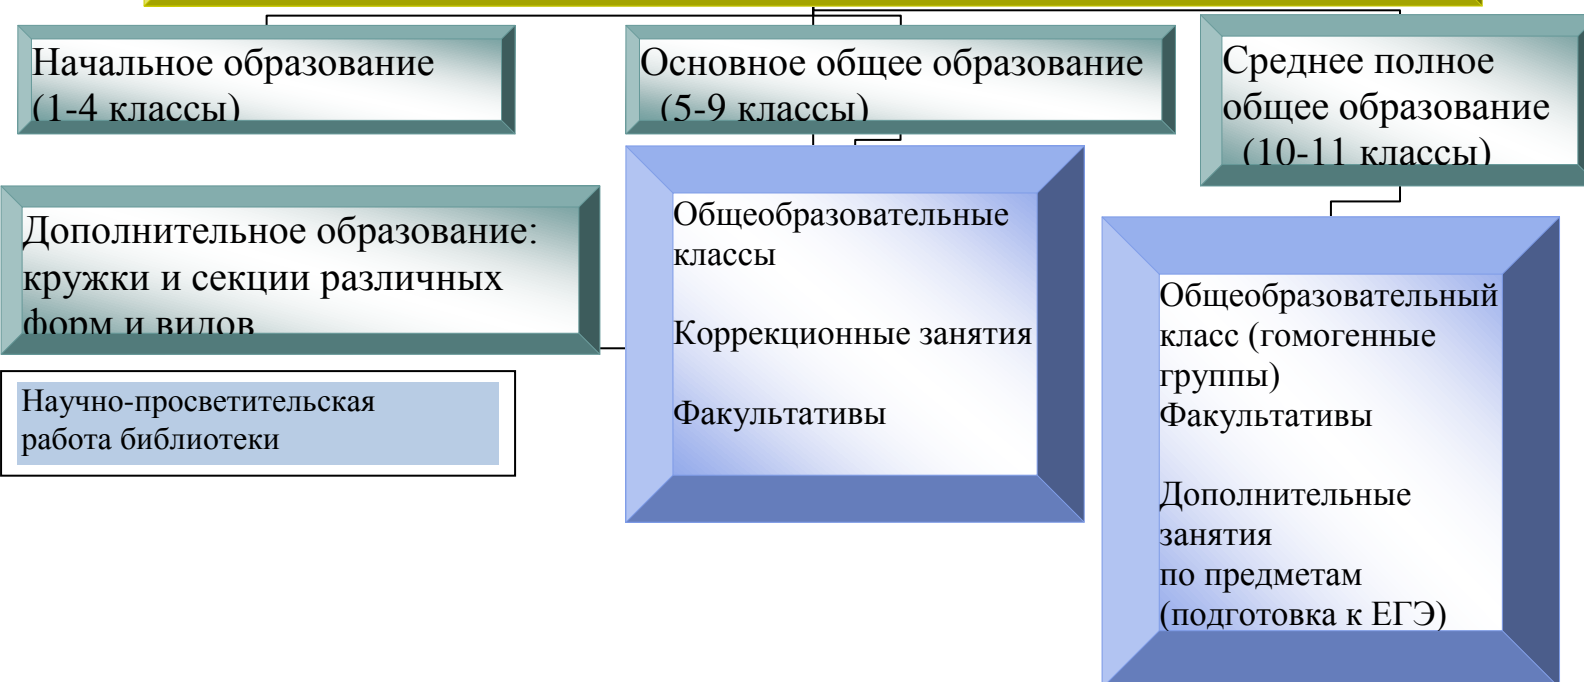 Начальное образование
(1-4 классы)
Основное общее образование
(5-9 классы)
Среднее полное
общее образование
(10-11 классы)
Дополнительное образование:
кружки и секции различных
форм и видов
Научно-просветительская
работа библиотеки
Общеобразовательные
классы
Коррекционные занятия
Факультативы
Общеобразовательный
класс (гомогенные
группы)
Факультативы
Дополнительные
занятия
по предметам
(подготовка к ЕГЭ)